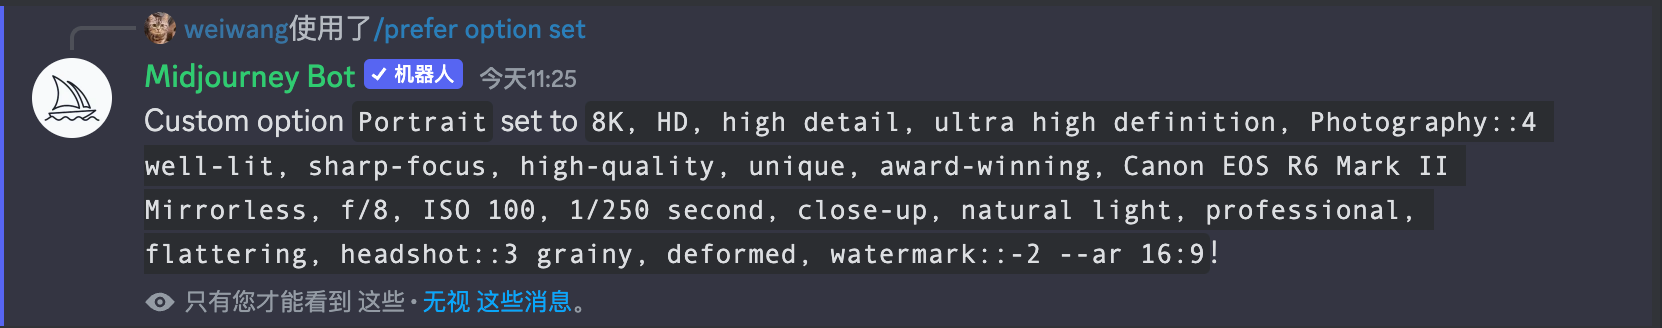 weiwang使用了/prefer option set
Midjourney Bot ✓ 机器人 今天11:25
Custom option Portrait set to 8K, HD, high detail, ultra high definition, Photography::4
well-lit, sharp-focus, high-quality, unique, award-winning, Canon EOS R6 Mark II
Mirrorless, f/8, ISO 100, 1/250 second, close-up, natural light, professional,
flattering, headshot::3 grainy, deformed, watermark::-2 --ar 16:9!
只有您才能看到 这些 · 无视 这些消息。